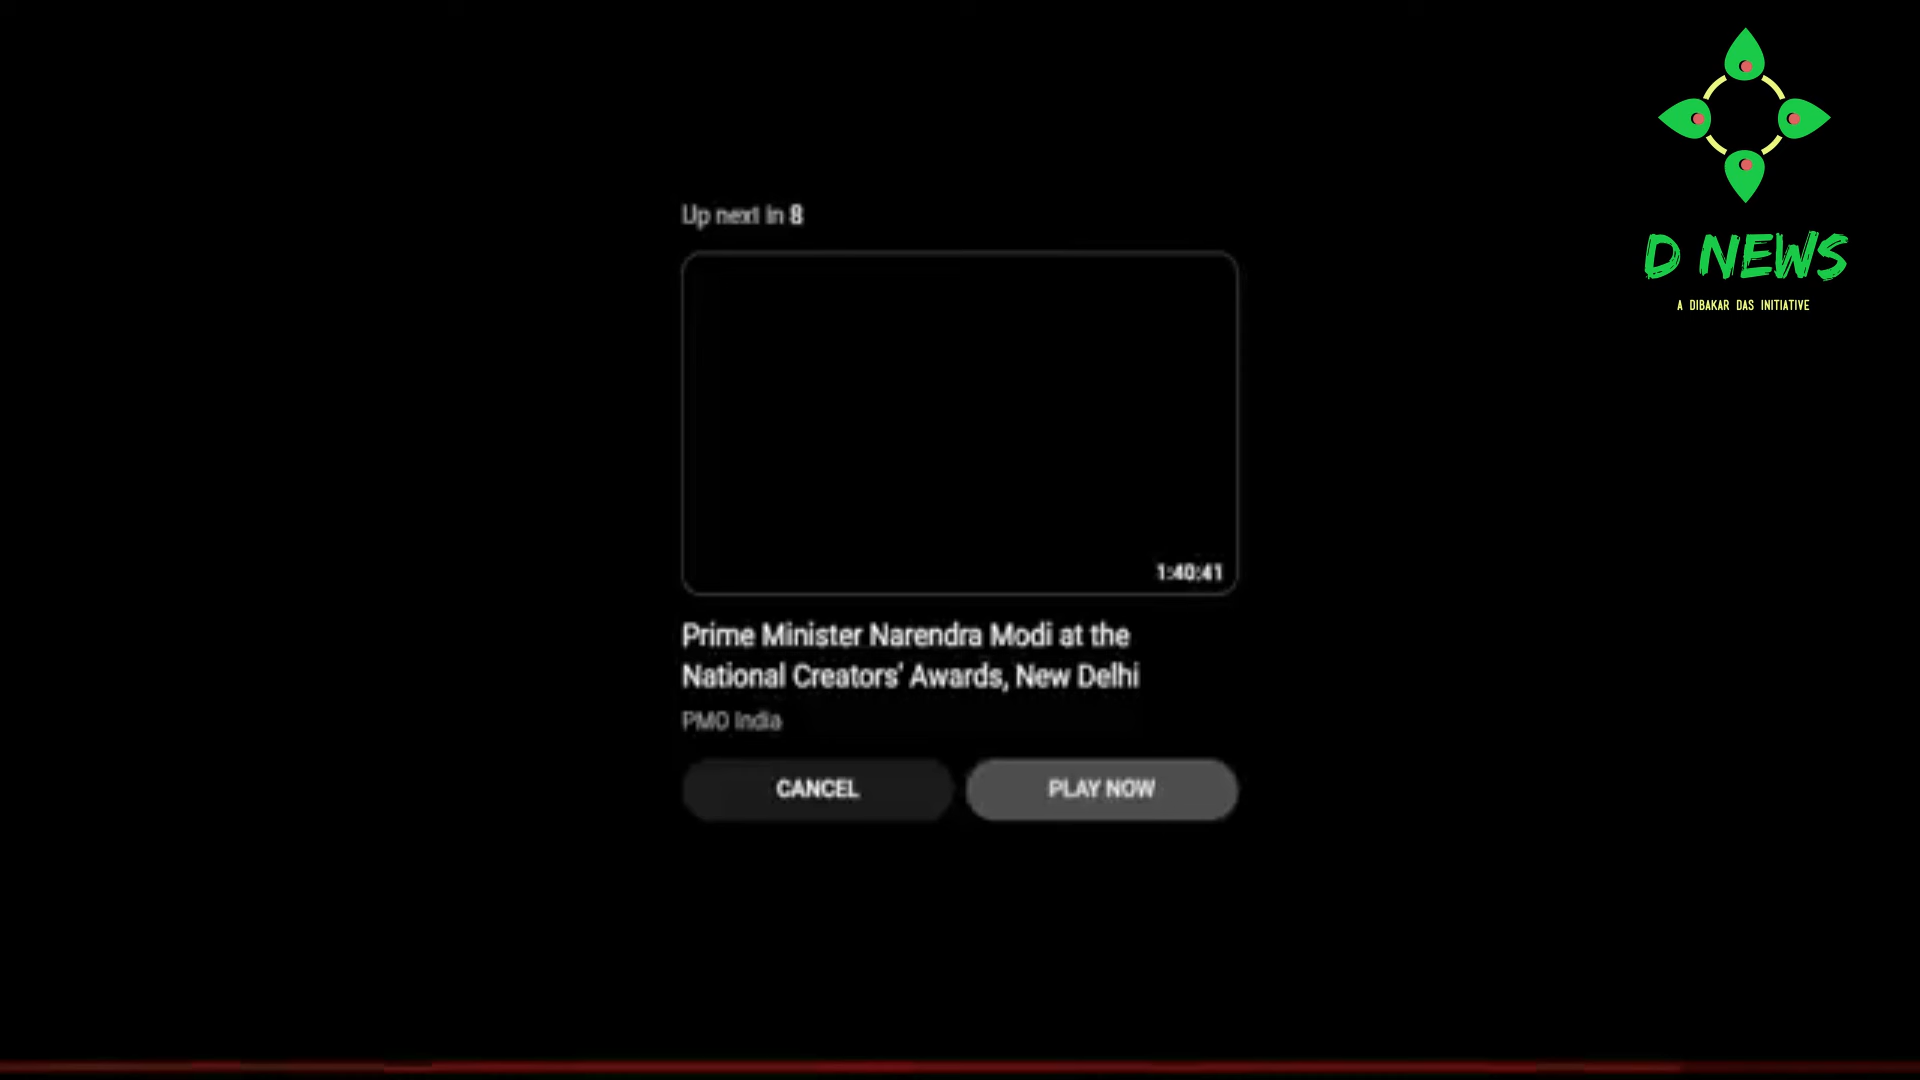 Up next in 8
1:40:41
Prime Minister Narendra Modi at the
National Creators' Awards, New Delhi
PMO India
CANCEL
PLAY NOW
D NEWS
A DIBAKAR DAS INITIATIVE